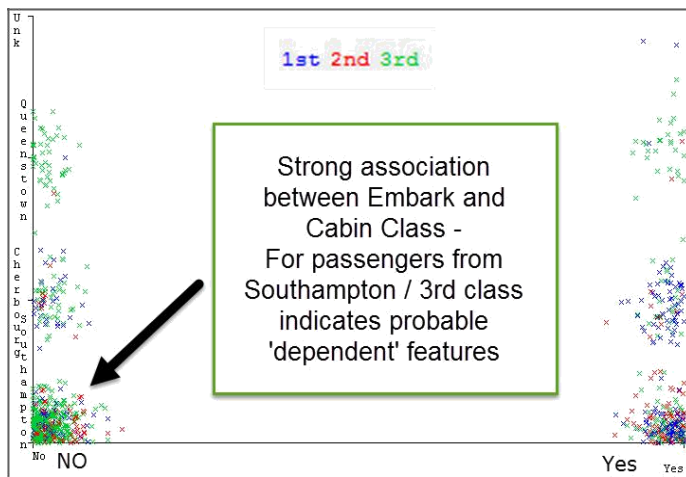 Unk
Queenstown
Cherbourg
Southampton
1st 2nd 3rd
Strong association
between Embark and
Cabin Class -
For passengers from
Southampton / 3rd class
indicates probable
'dependent' features
No NO
Yes Yes